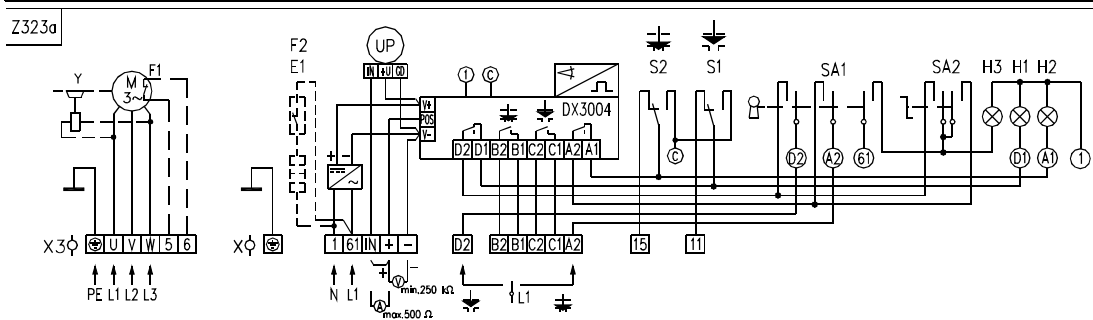 Z323a
Y
M
3~
F1
X3
U V W 5 6
PE L1 L2 L3
F2
E1
X
+ -
~
1 61 IN + -
N L1
+ -
V
min.250 kΩ
A
max.500 Ω
UP
IN +U GD
V+
POS
V-
1 C
DX3004
D2 D1 B2 B1 C2 C1 A2 A1
D2 B2 B1 C2 C1 A2
L1
S2 S1
C
15 11
SA1
D2 A2 61
SA2
H3 H1 H2
D1 A1 1